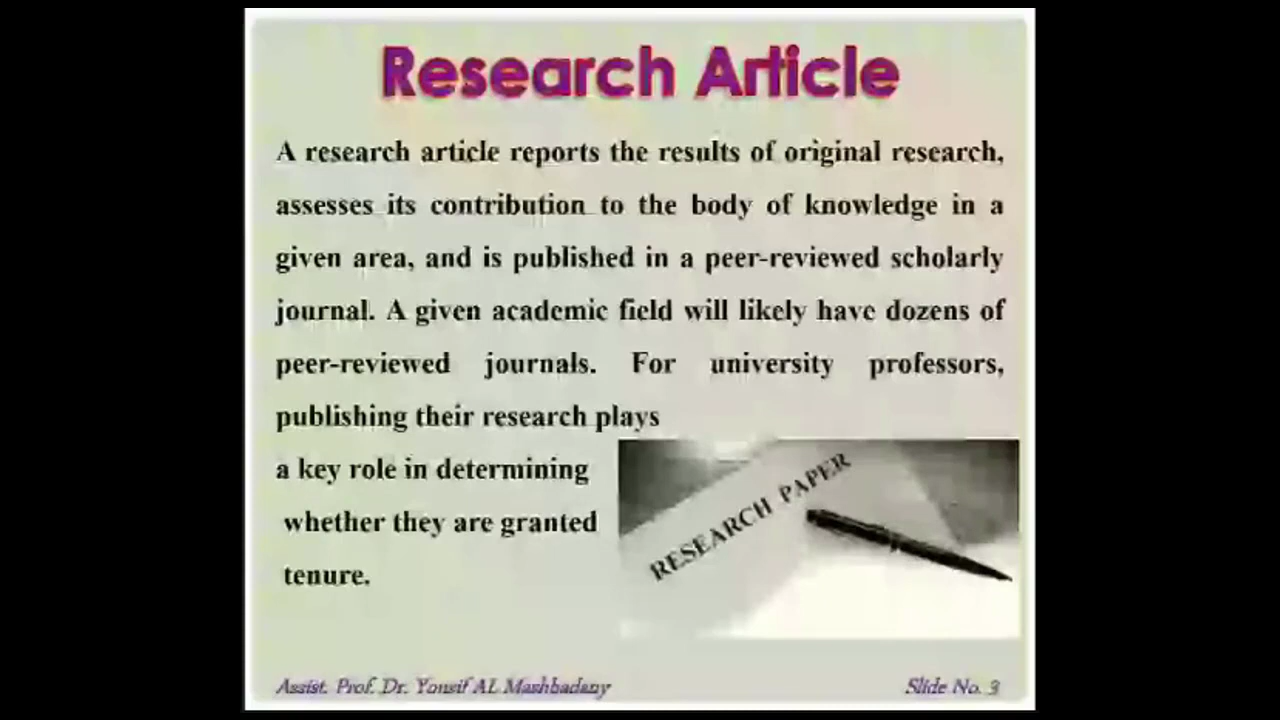 Research Article
A research article reports the results of original research,
assesses its contribution to the body of knowledge in a
given area, and is published in a peer-reviewed scholarly
journal. A given academic field will likely have dozens of
peer-reviewed journals. For university professors,
publishing their research plays
a key role in determining
whether they are granted
tenure.
RESEARCH PAPER
Assist. Prof. Dr. Yousif AL Mashhadany
Slide No. 3